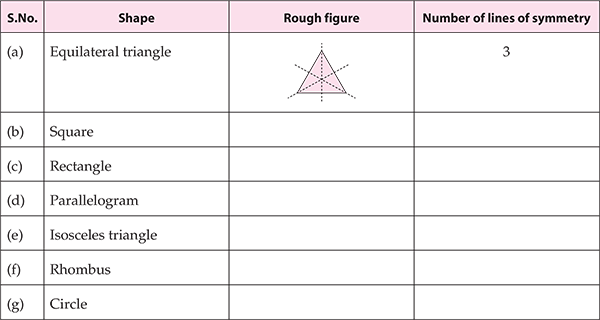 S.No. Shape Rough figure Number of lines of symmetry
(a) Equilateral triangle 3
(b) Square
(c) Rectangle
(d) Parallelogram
(e) Isosceles triangle
(f) Rhombus
(g) Circle